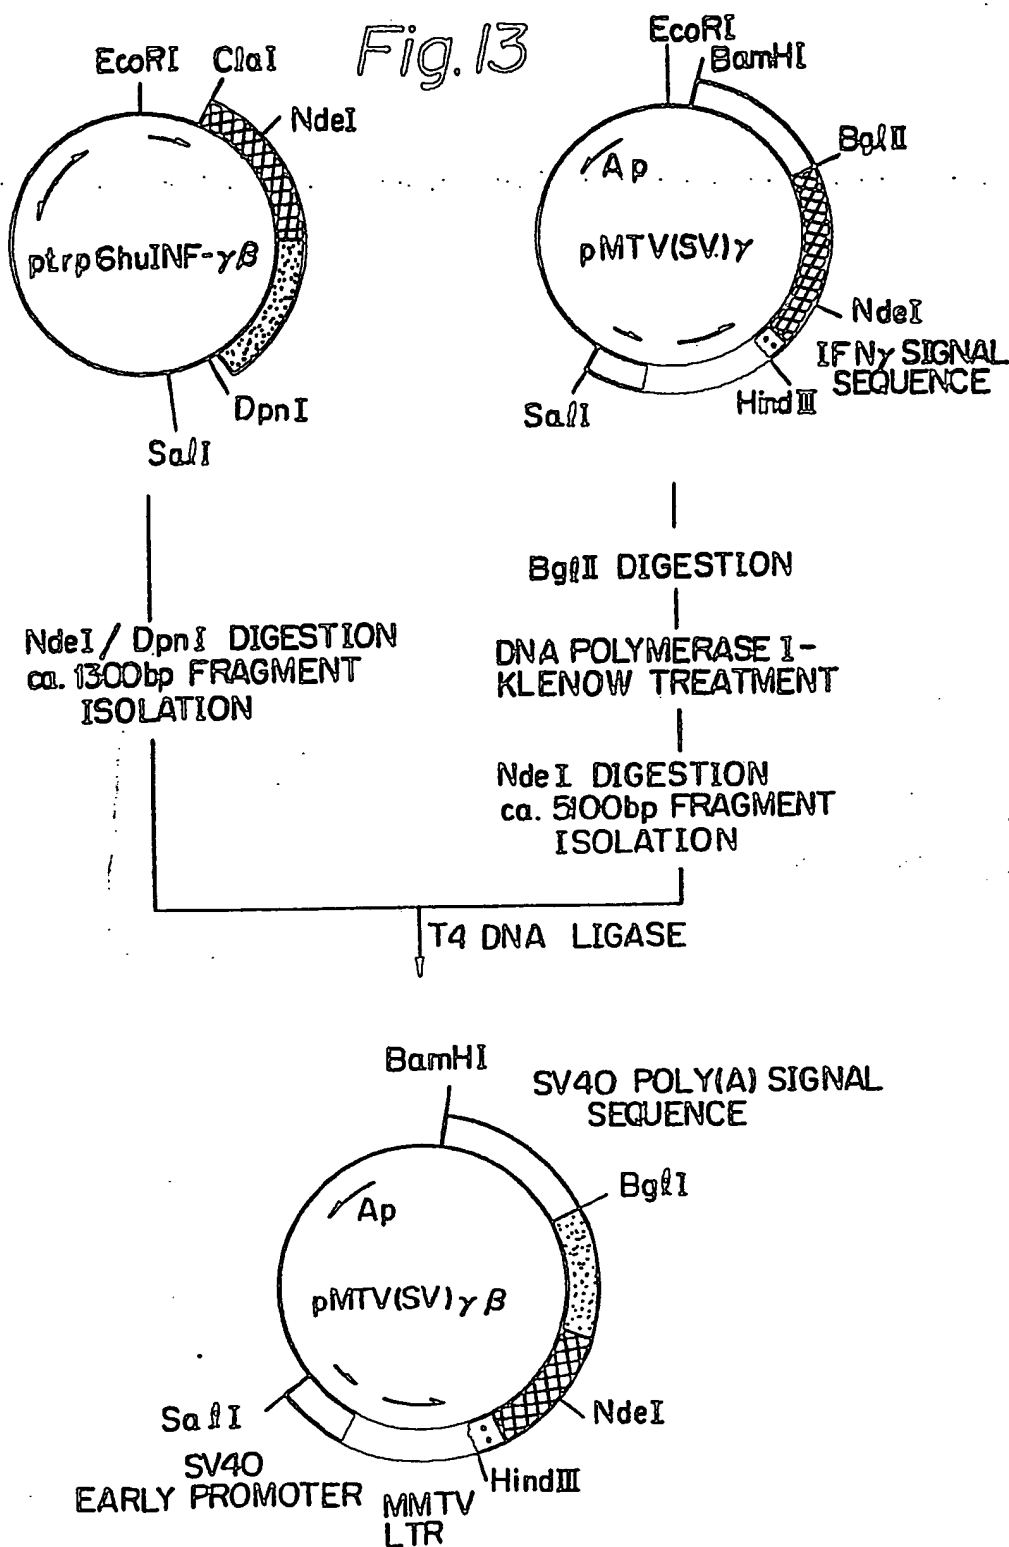 Fig. 13
EcoRI
ClaI
NdeI
ptrp6huINF-γβ
DpnI
SalI
EcoRI
BamHI
BglII
Ap
pMTV(SV.)γ
NdeI
IFNγ SIGNAL
SEQUENCE
HindIII
SalI
NdeI / DpnI DIGESTION
ca. 1300bp FRAGMENT
ISOLATION
BglII DIGESTION
DNA POLYMERASE I-
KLENOW TREATMENT
NdeI DIGESTION
ca. 5100bp FRAGMENT
ISOLATION
T4 DNA LIGASE
BamHI
SV40 POLY(A) SIGNAL
SEQUENCE
BglI
Ap
pMTV(SV)γβ
NdeI
HindIII
SalI
SV40
EARLY PROMOTER
MMTV
LTR